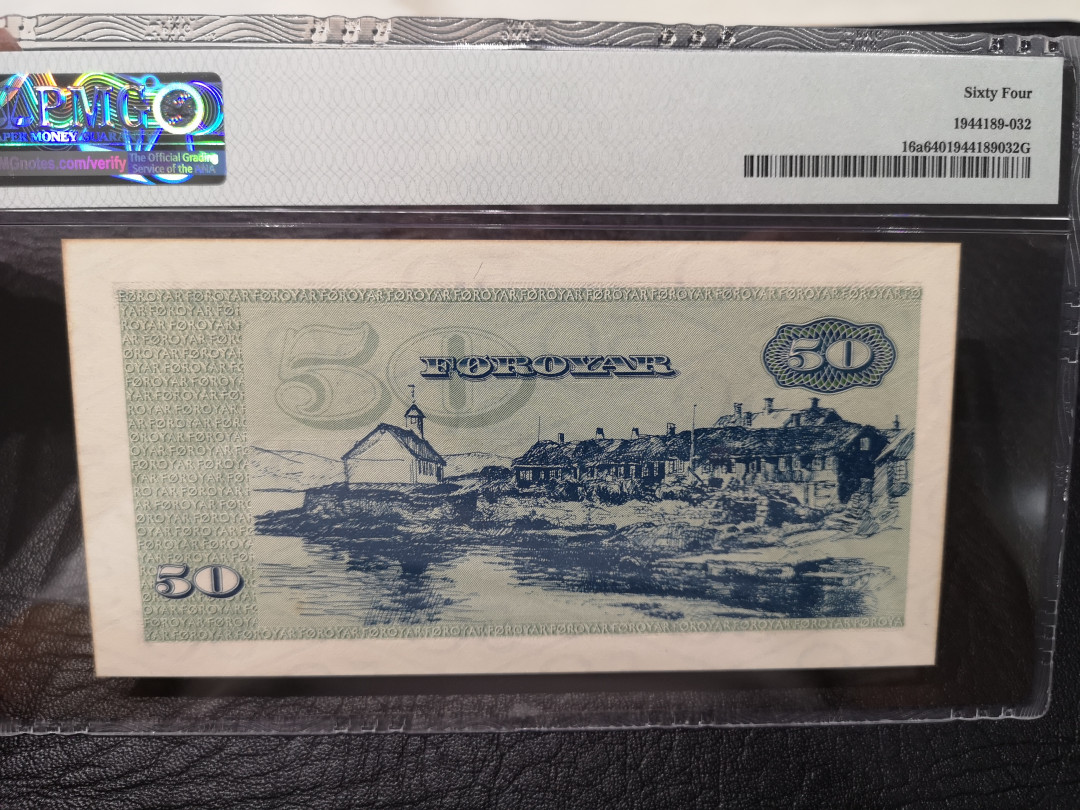 Sixty Four
1944189-032
16a6401944189032G
PMG
PAPER MONEY GUARANTY
PMGnotes.com/verify
The Official Grading
Service of the ANA
FØROYAR FØROYAR FØROYAR FØROYAR FØROYAR FØROYAR FØROYAR FØROYAR FØROYAR
50
FØROYAR
50
50